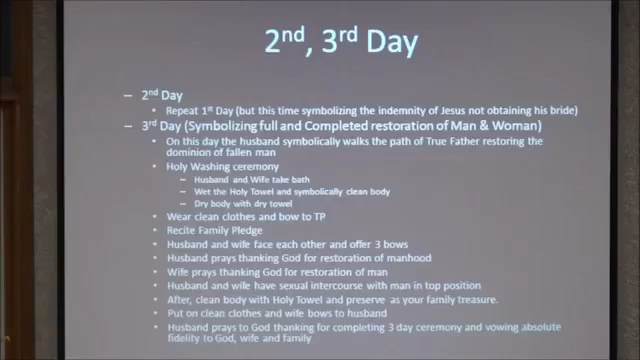 2nd, 3rd Day
– 2nd Day
• Repeat 1st Day (but this time symbolizing the indemnity of Jesus not obtaining his bride)
– 3rd Day (Symbolizing full and Completed restoration of Man & Woman)
• On this day the husband symbolically walks the path of True Father restoring the
dominion of fallen man
• Holy Washing ceremony
– Husband and Wife take bath
– Wet the Holy Towel and symbolically clean body
– Dry body with dry towel
• Wear clean clothes and bow to TP
• Recite Family Pledge
• Husband and wife face each other and offer 3 bows
• Husband prays thanking God for restoration of manhood
• Wife prays thanking God for restoration of man
• Husband and wife have sexual intercourse with man in top position
• After, clean body with Holy Towel and preserve as your family treasure.
• Put on clean clothes and wife bows to husband
• Husband prays to God thanking for completing 3 day ceremony and vowing absolute
fidelity to God, wife and family